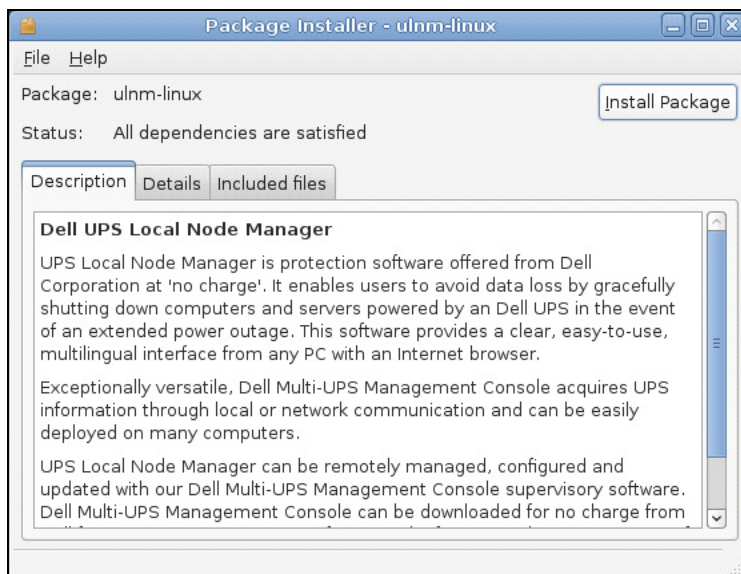 Package Installer - ulnm-linux
File Help
Package: ulnm-linux
Install Package
Status: All dependencies are satisfied
Description Details Included files
Dell UPS Local Node Manager
UPS Local Node Manager is protection software offered from Dell
Corporation at 'no charge'. It enables users to avoid data loss by gracefully
shutting down computers and servers powered by an Dell UPS in the event
of an extended power outage. This software provides a clear, easy-to-use,
multilingual interface from any PC with an Internet browser.
Exceptionally versatile, Dell Multi-UPS Management Console acquires UPS
information through local or network communication and can be easily
deployed on many computers.
UPS Local Node Manager can be remotely managed, configured and
updated with our Dell Multi-UPS Management Console supervisory software.
Dell Multi-UPS Management Console can be downloaded for no charge from